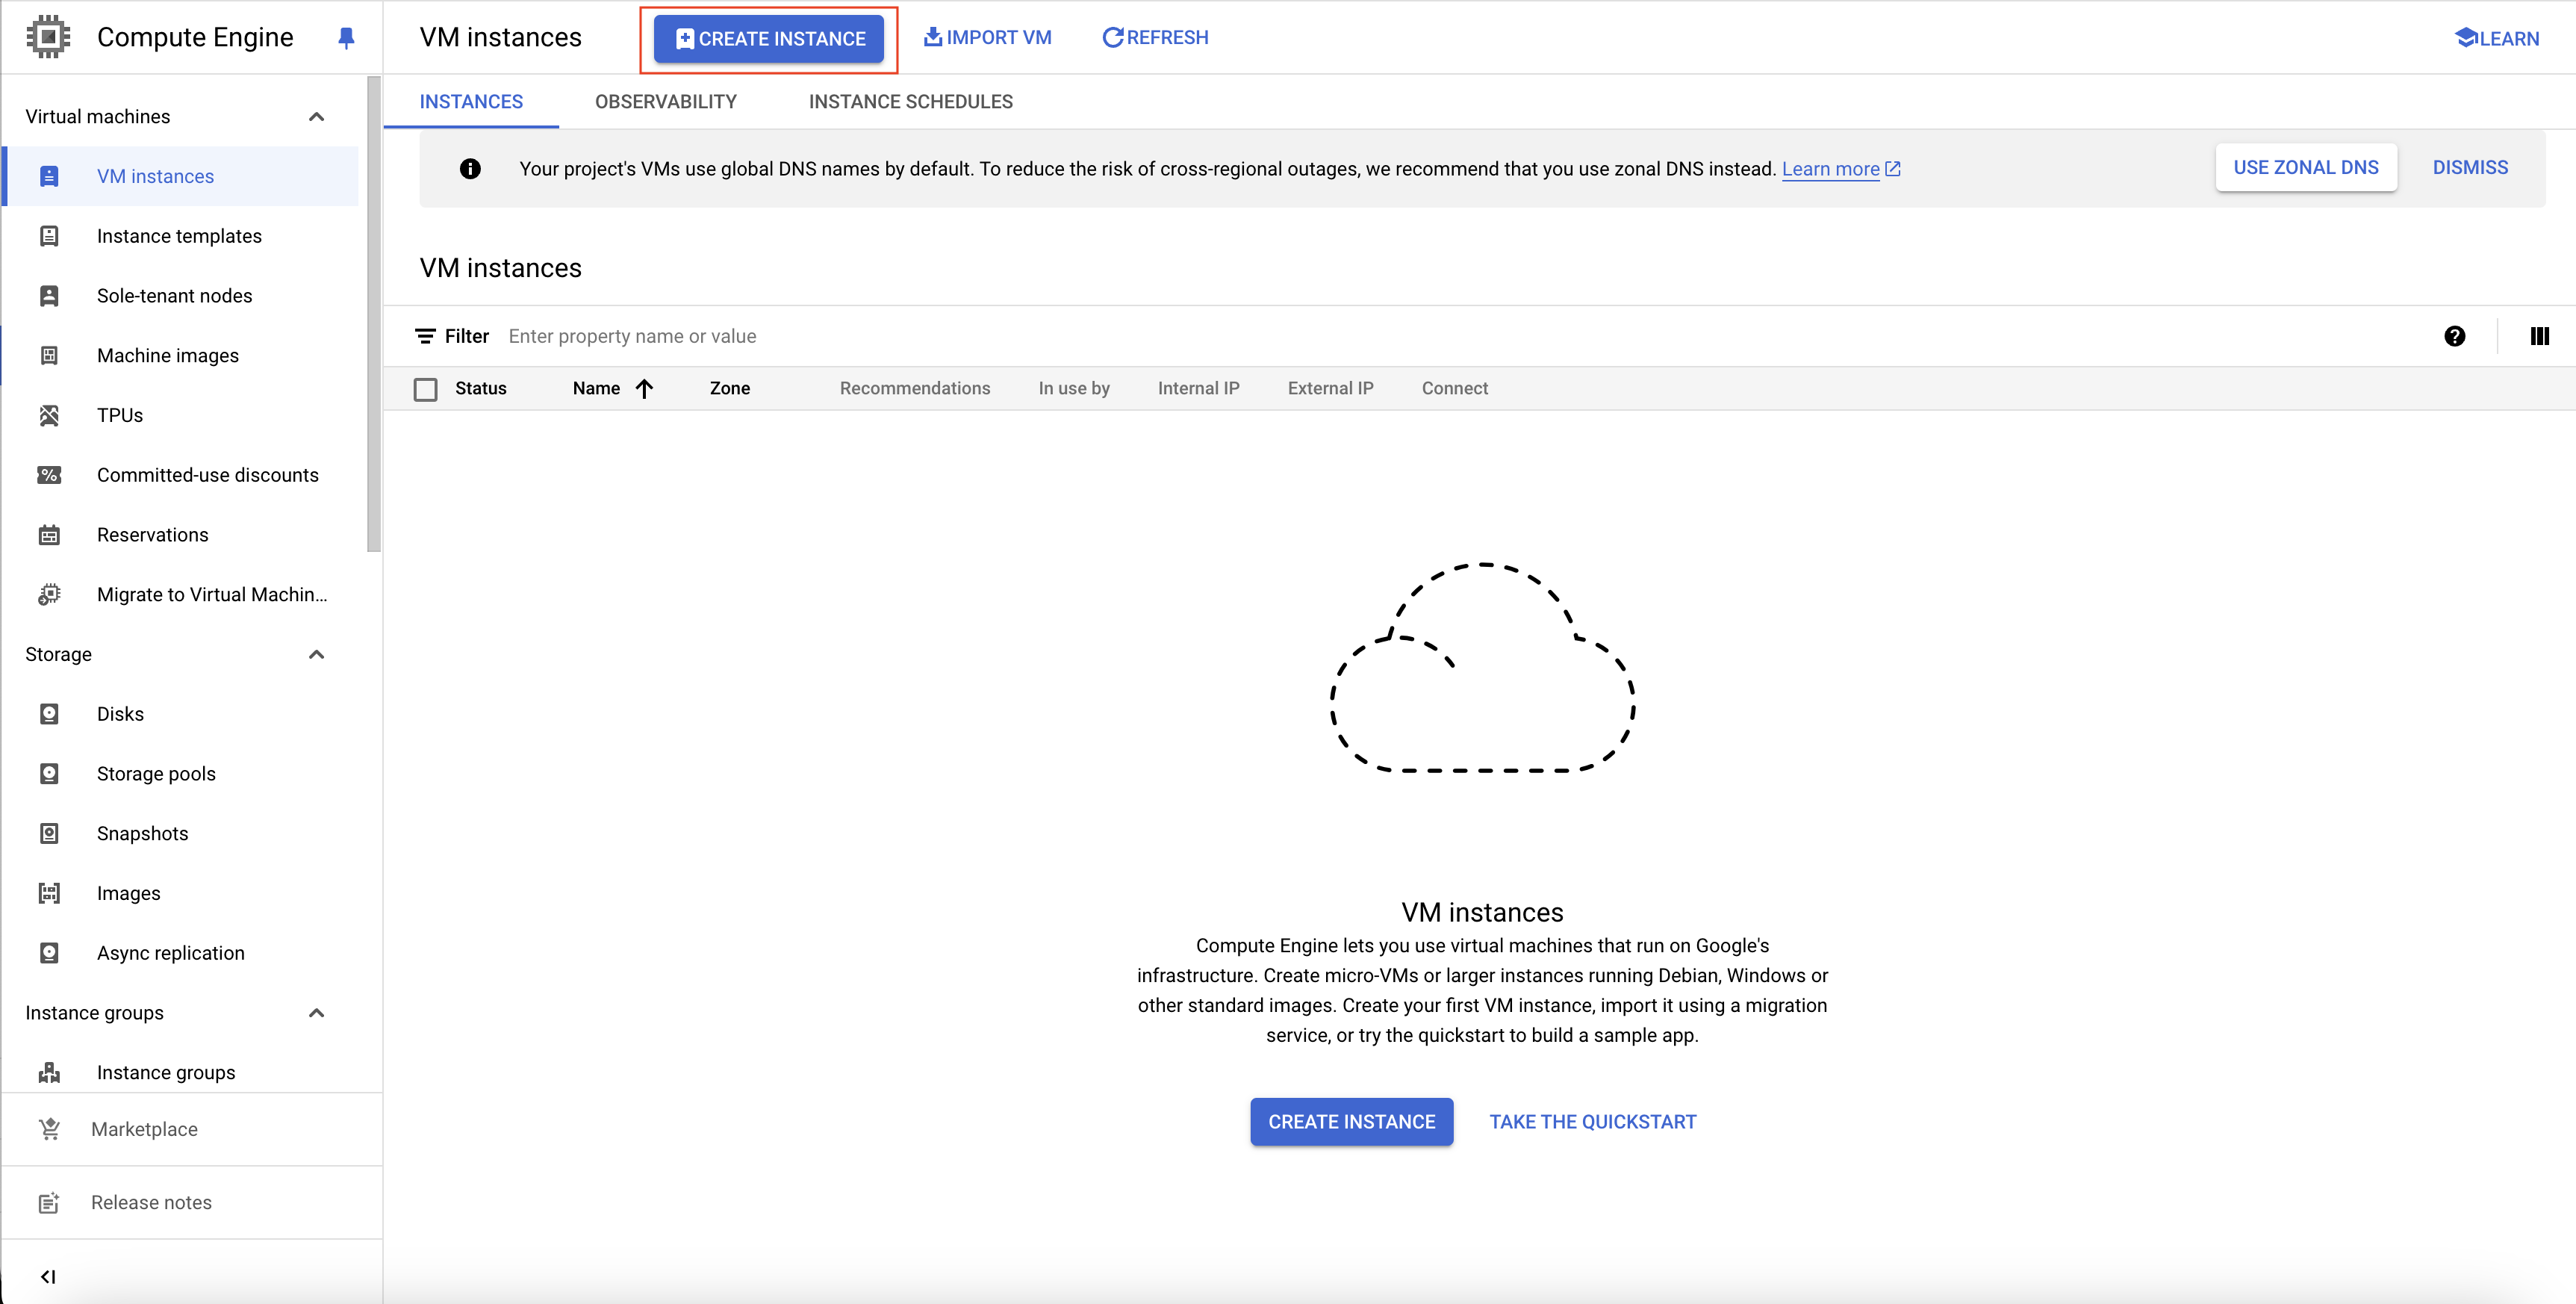 Compute Engine
VM instances
CREATE INSTANCE
IMPORT VM
REFRESH
LEARN
Virtual machines
VM instances
Instance templates
Sole-tenant nodes
Machine images
TPUs
Committed-use discounts
Reservations
Migrate to Virtual Machin...
Storage
Disks
Storage pools
Snapshots
Images
Async replication
Instance groups
Instance groups
Marketplace
Release notes
INSTANCES
OBSERVABILITY
INSTANCE SCHEDULES
Your project's VMs use global DNS names by default. To reduce the risk of cross-regional outages, we recommend that you use zonal DNS instead. Learn more
USE ZONAL DNS
DISMISS
VM instances
Filter Enter property name or value
Status Name Zone Recommendations In use by Internal IP External IP Connect
VM instances
Compute Engine lets you use virtual machines that run on Google's
infrastructure. Create micro-VMs or larger instances running Debian, Windows or
other standard images. Create your first VM instance, import it using a migration
service, or try the quickstart to build a sample app.
CREATE INSTANCE
TAKE THE QUICKSTART